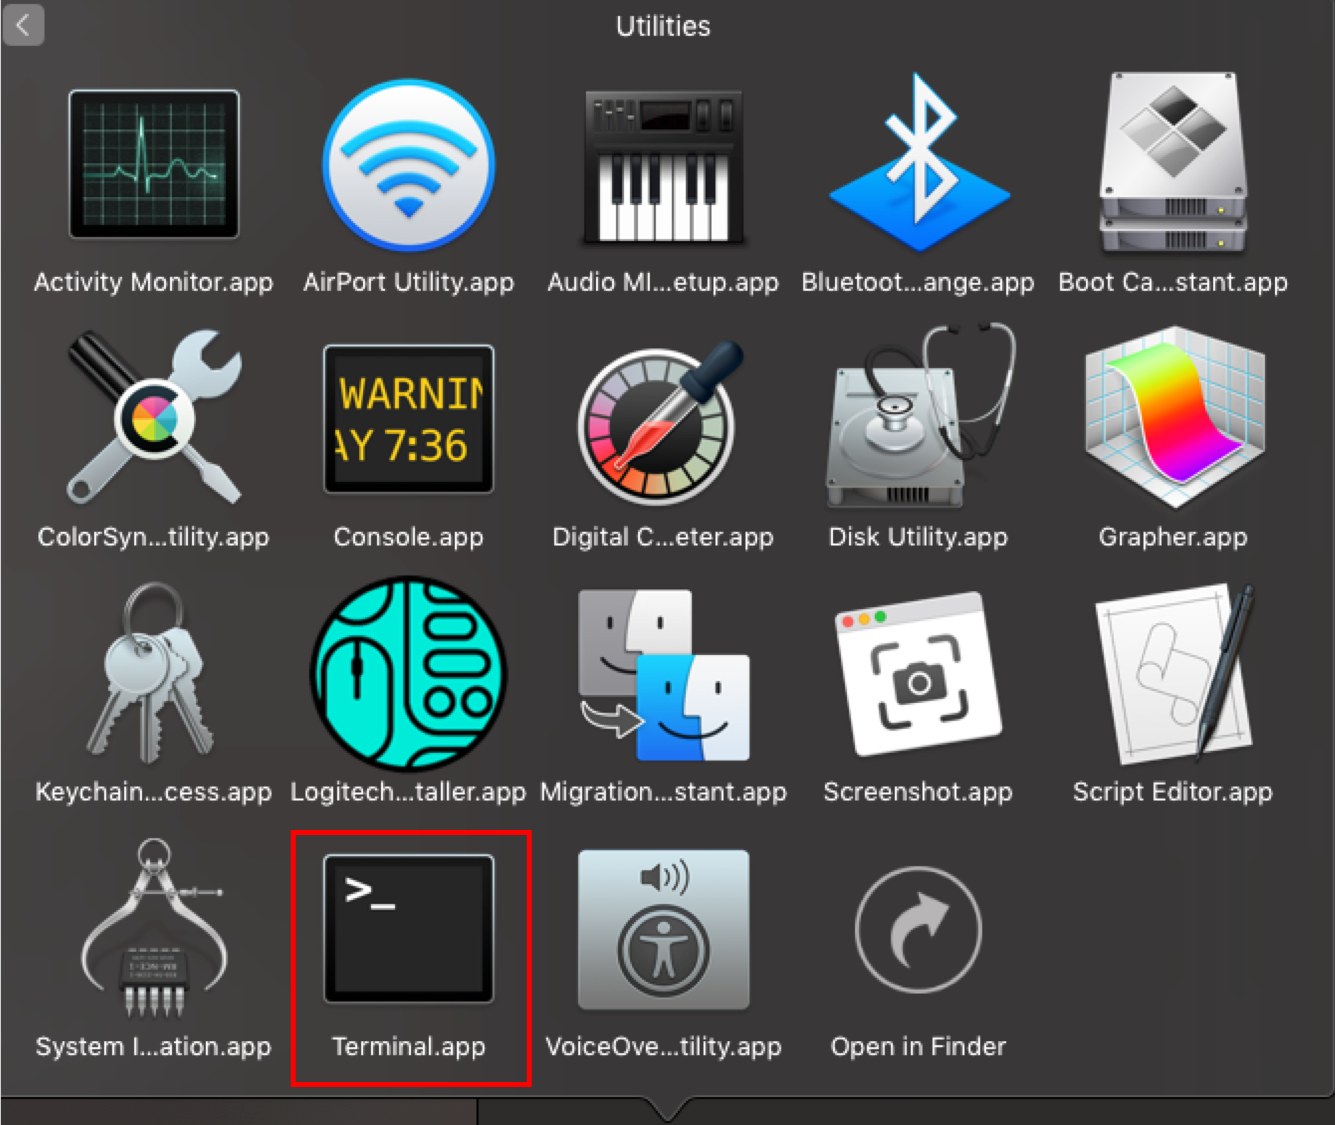 Utilities
Activity Monitor.app
AirPort Utility.app
Audio MI...etup.app
Bluetoot...ange.app
Boot Ca...stant.app
WARNIN
AY 7:36
ColorSyn...tility.app
Console.app
Digital C...eter.app
Disk Utility.app
Grapher.app
Keychain...cess.app
Logitech...taller.app
Migration...stant.app
Screenshot.app
Script Editor.app
>_
System I...ation.app
Terminal.app
VoiceOve...tility.app
Open in Finder